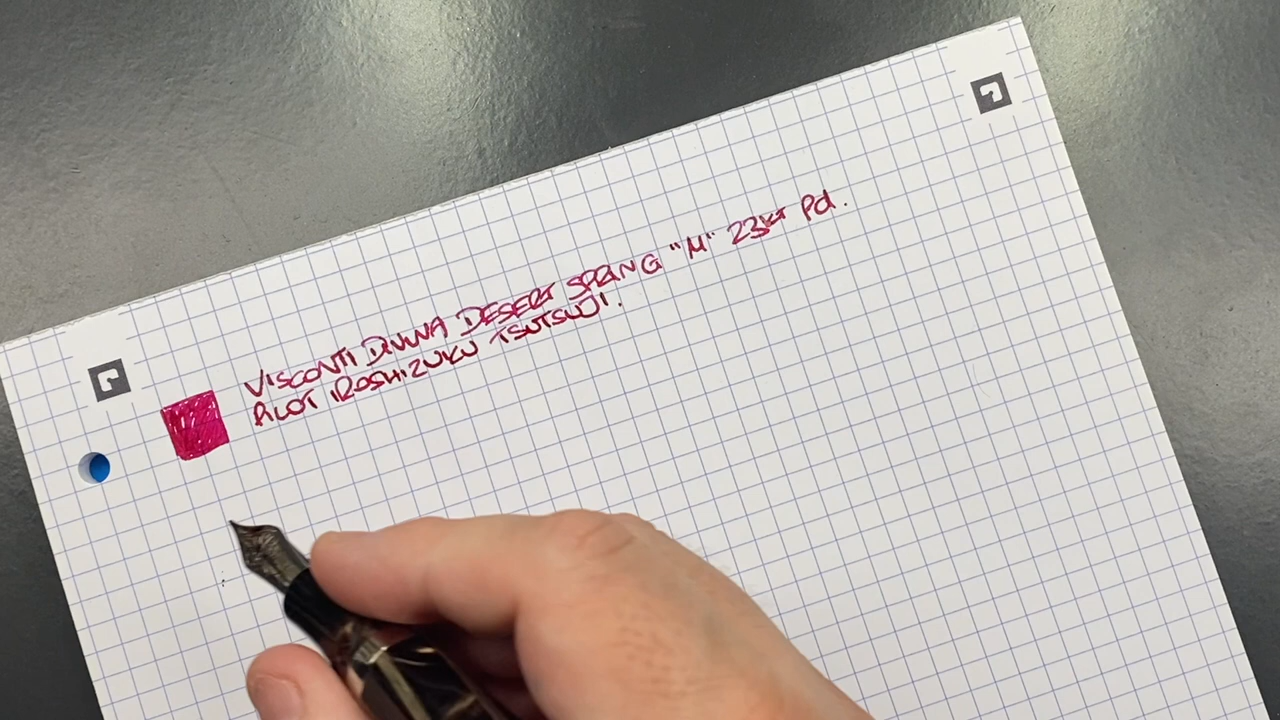 VISCONTI DIVINA DESERT SPRING "M" 23kt Pd.
PILOT IROSHIZUKU TSUTSUJI.